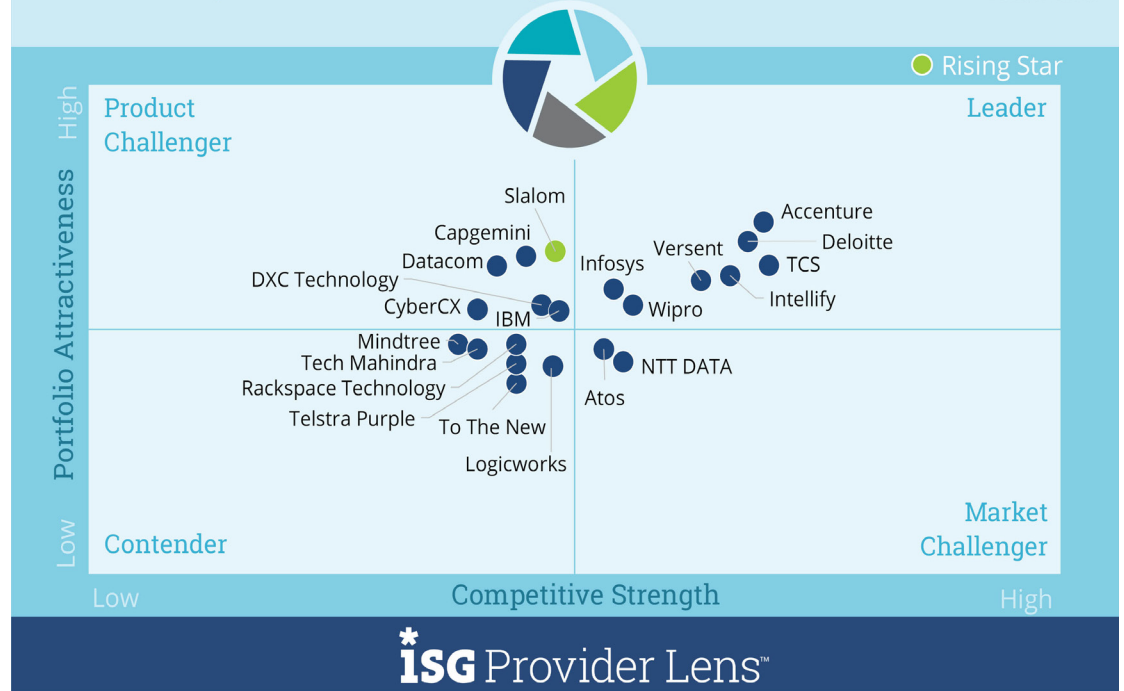 Rising Star
Product
Challenger
Leader
High
Portfolio Attractiveness
Low
Slalom
Accenture
Capgemini
Deloitte
Versent
Datacom
Infosys
TCS
DXC Technology
Intellify
CyberCX
Wipro
IBM
Mindtree
Tech Mahindra
NTT DATA
Rackspace Technology
Atos
Telstra Purple
To The New
Logicworks
Market
Challenger
Contender
Low
Competitive Strength
High
*ISG Provider Lens™